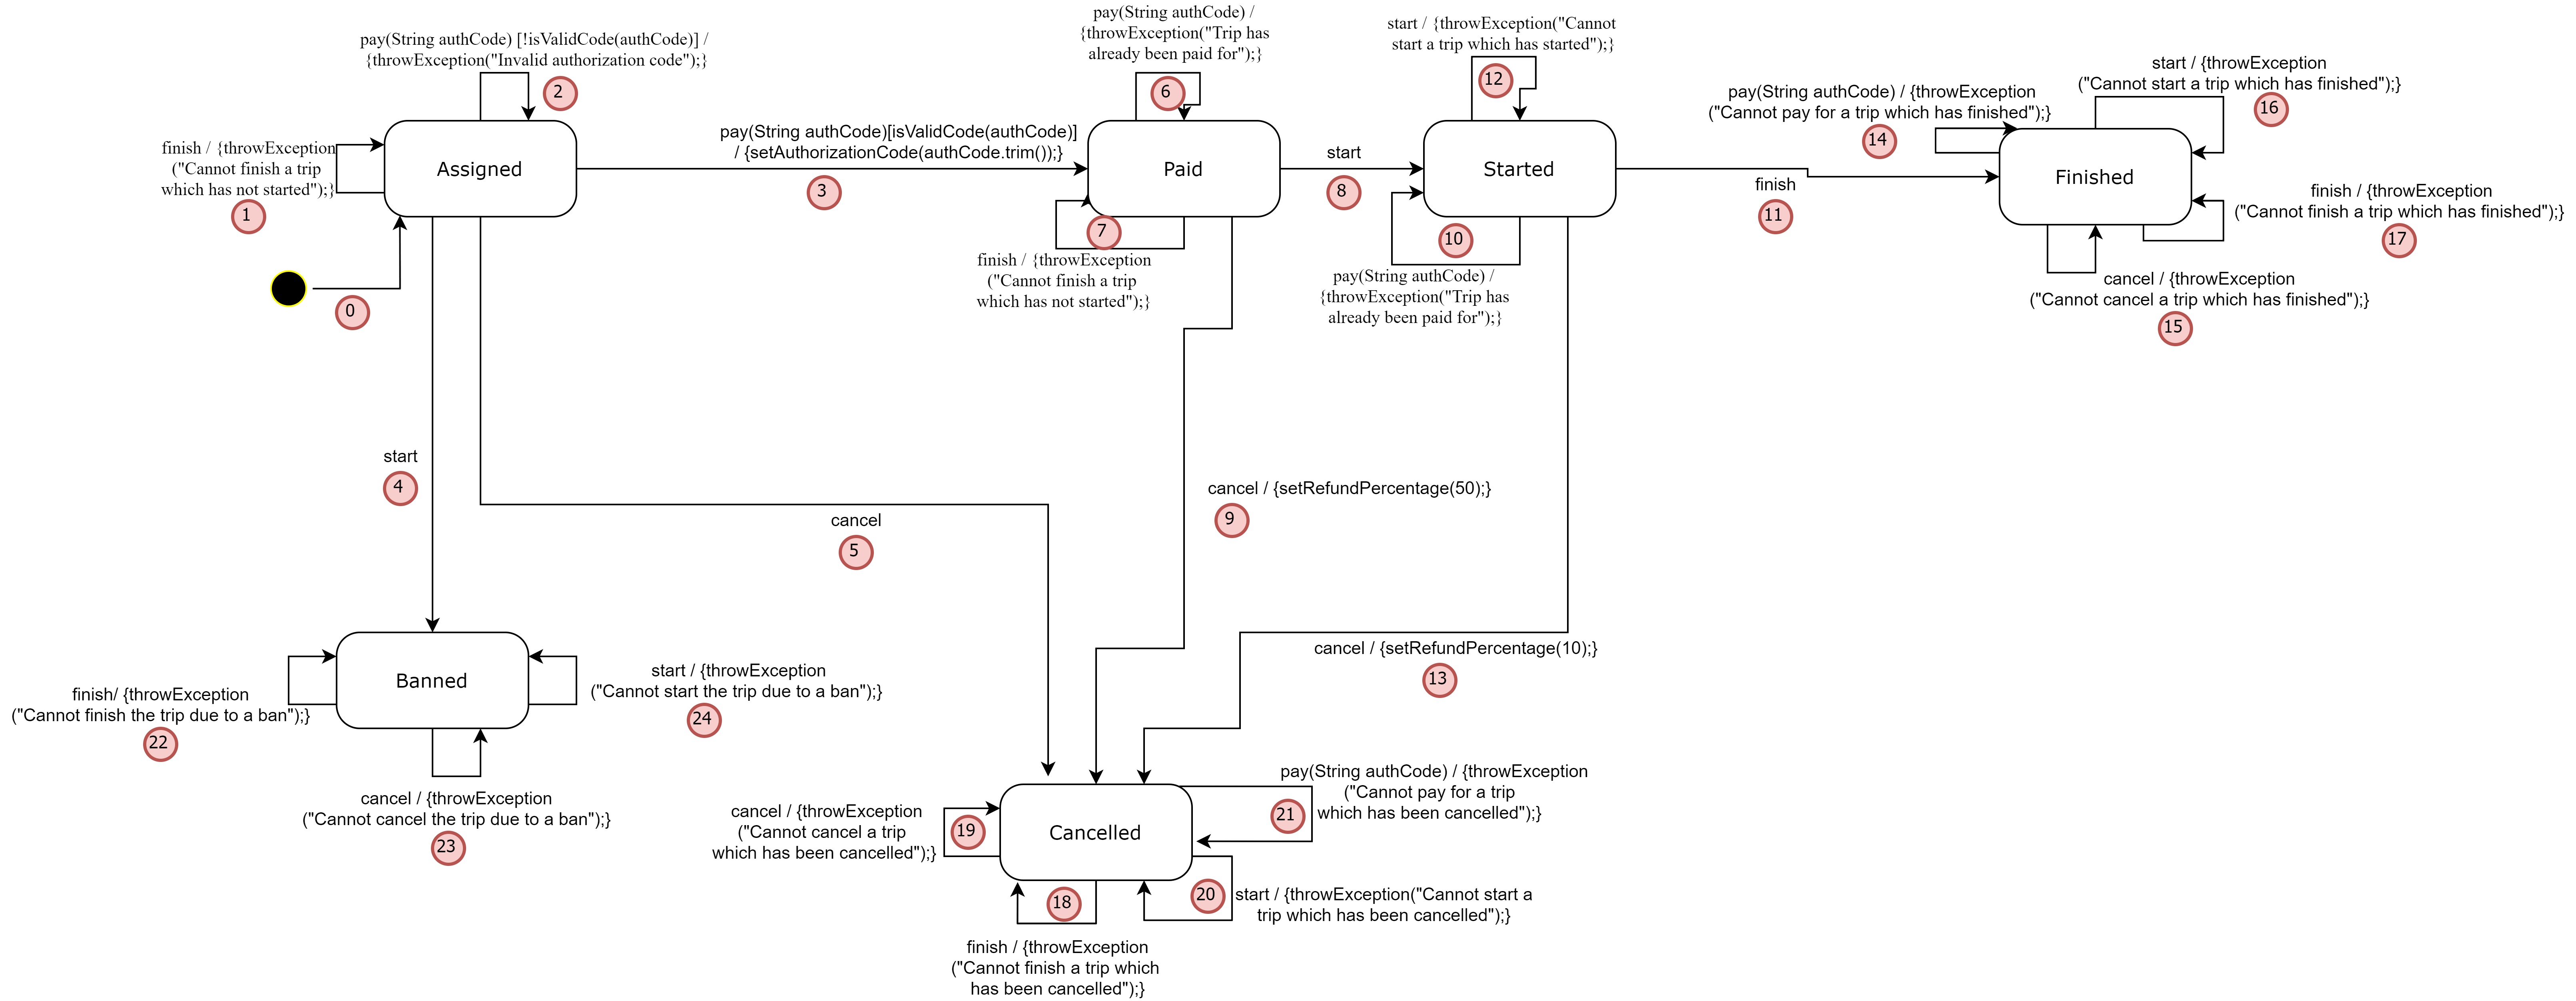 pay(String authCode) [!isValidCode(authCode)] /
{throwException("Invalid authorization code");}
2
finish / {throwException
("Cannot finish a trip
which has not started");}
1
Assigned
0
pay(String authCode)[isValidCode(authCode)]
/ {setAuthorizationCode(authCode.trim());}
3
pay(String authCode) /
{throwException("Trip has
already been paid for");}
6
Paid
7
finish / {throwException
("Cannot finish a trip
which has not started");}
start
8
start / {throwException("Cannot
start a trip which has started");}
12
Started
10
pay(String authCode) /
{throwException("Trip has
already been paid for");}
finish
11
pay(String authCode) / {throwException
("Cannot pay for a trip which has finished");}
14
start / {throwException
("Cannot start a trip which has finished");}
16
Finished
finish / {throwException
("Cannot finish a trip which has finished");}
17
cancel / {throwException
("Cannot cancel a trip which has finished");}
15
start
4
cancel
5
cancel / {setRefundPercentage(50);}
9
cancel / {setRefundPercentage(10);}
13
Banned
finish/ {throwException
("Cannot finish the trip due to a ban");}
22
start / {throwException
("Cannot start the trip due to a ban");}
24
cancel / {throwException
("Cannot cancel the trip due to a ban");}
23
cancel / {throwException
("Cannot cancel a trip
which has been cancelled");}
19
Cancelled
pay(String authCode) / {throwException
("Cannot pay for a trip
which has been cancelled");}
21
18
20
start / {throwException("Cannot start a
trip which has been cancelled");}
finish / {throwException
("Cannot finish a trip which
has been cancelled");}